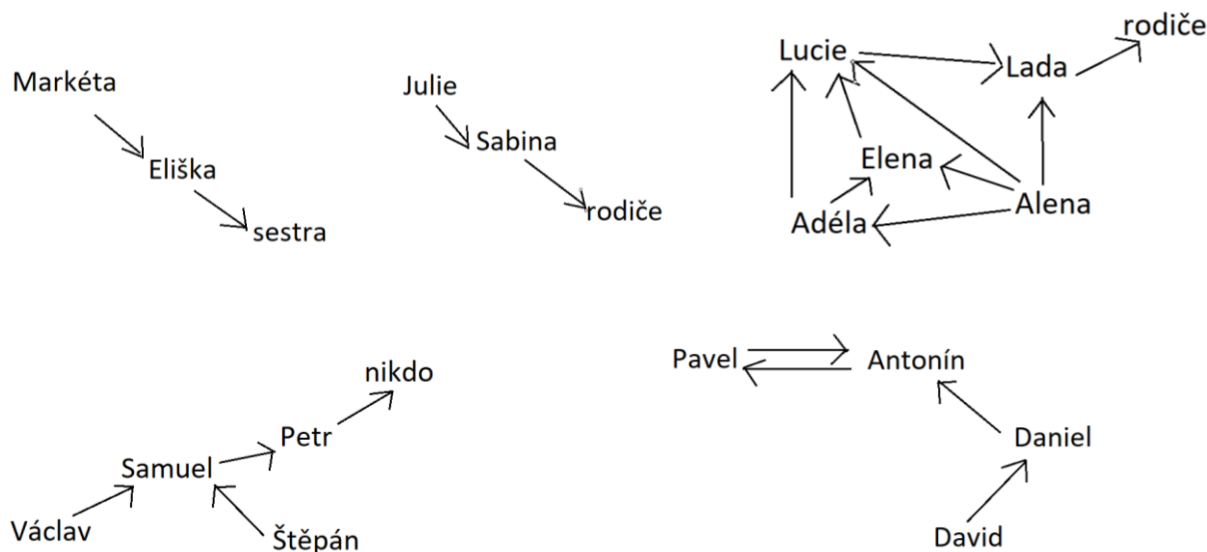 Markéta
Eliška
sestra
Julie
Sabina
rodiče
Lucie
Lada
rodiče
Elena
Adéla
Alena
nikdo
Petr
Samuel
Václav
Štěpán
Pavel
Antonín
Daniel
David